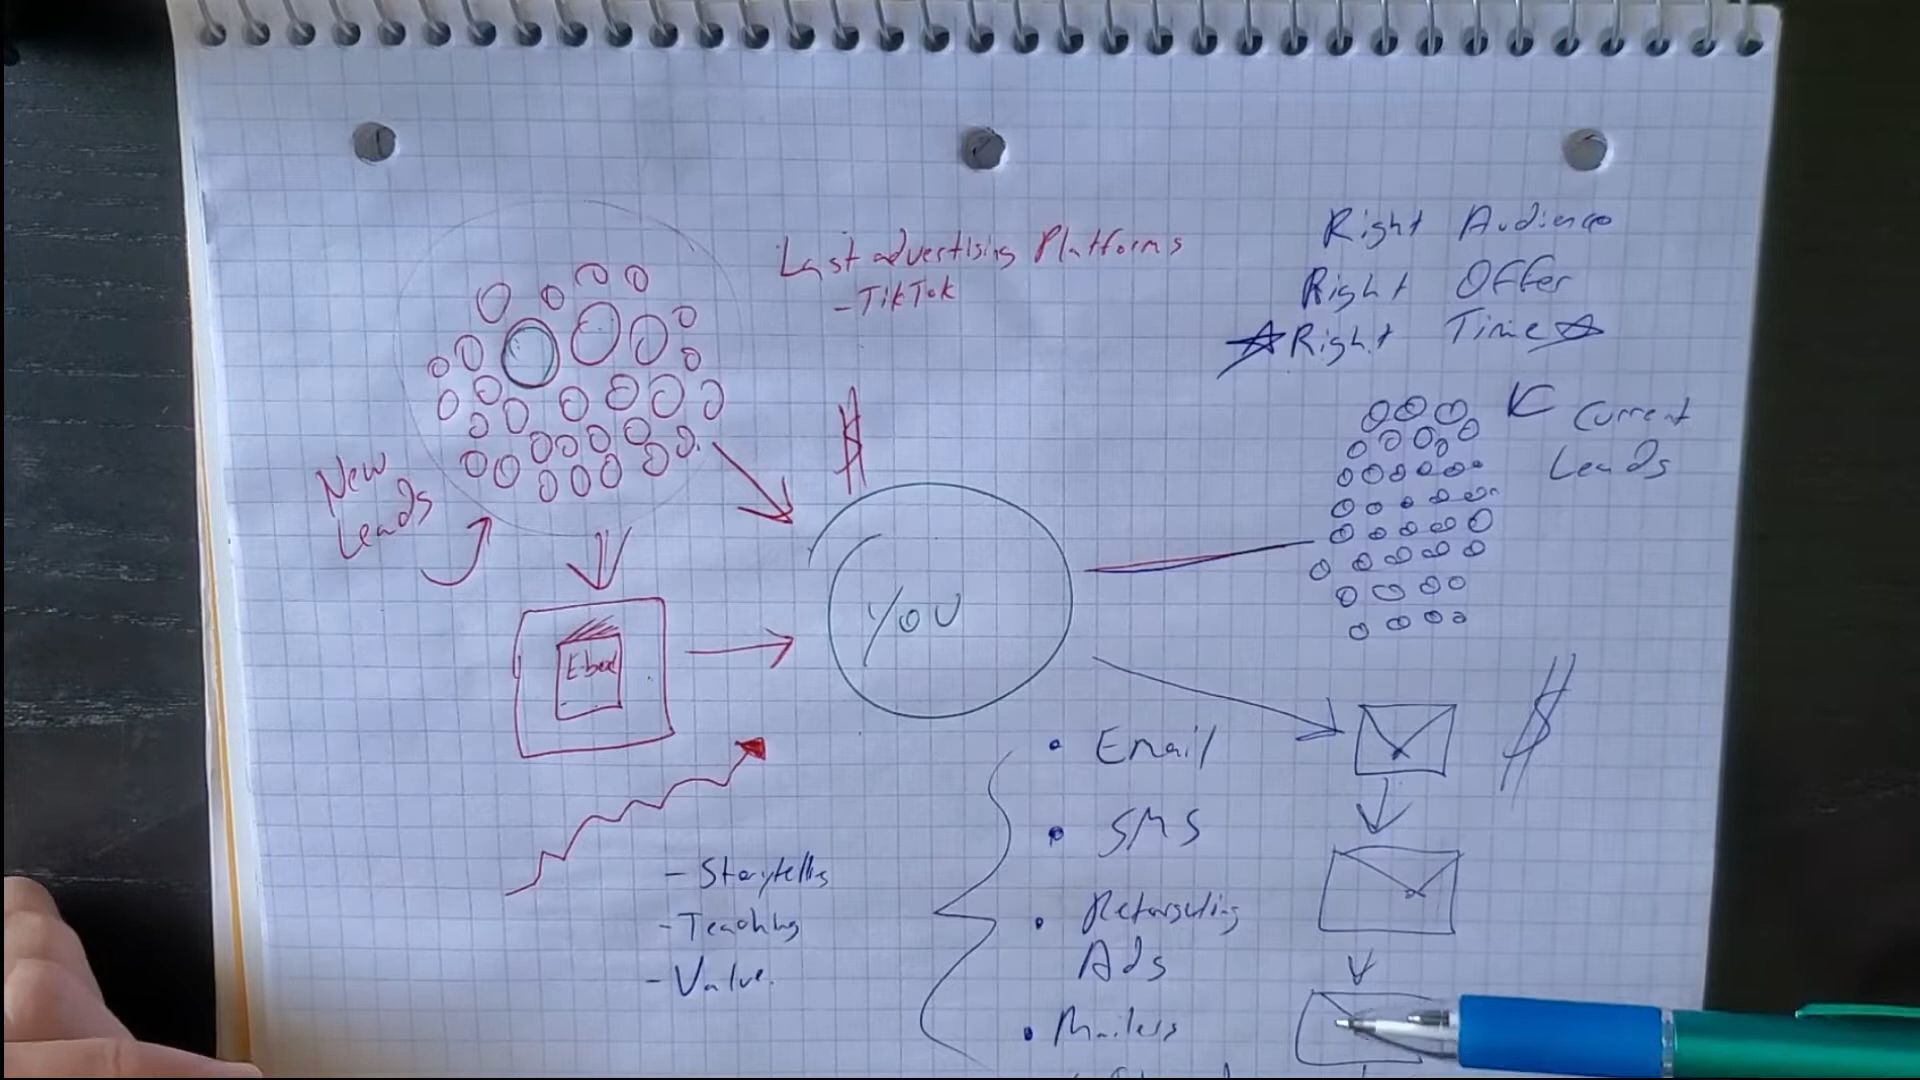 Last advertising Platforms
- TikTok
Right Audience
Right Offer
Right Time
Current
Leads
New
Leads
$
YOU
E-book
$
• Email
• SMS
• Retargeting
Ads
• Mailers
- Storytelling
- Teaching
- Value.